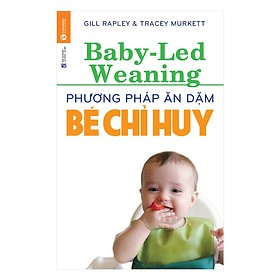 GILL RAPLEY & TRACEY MURKETT
Baby-Led
Weaning
PHƯƠNG PHÁP ĂN DẶM
BÉ CHỈ HUY